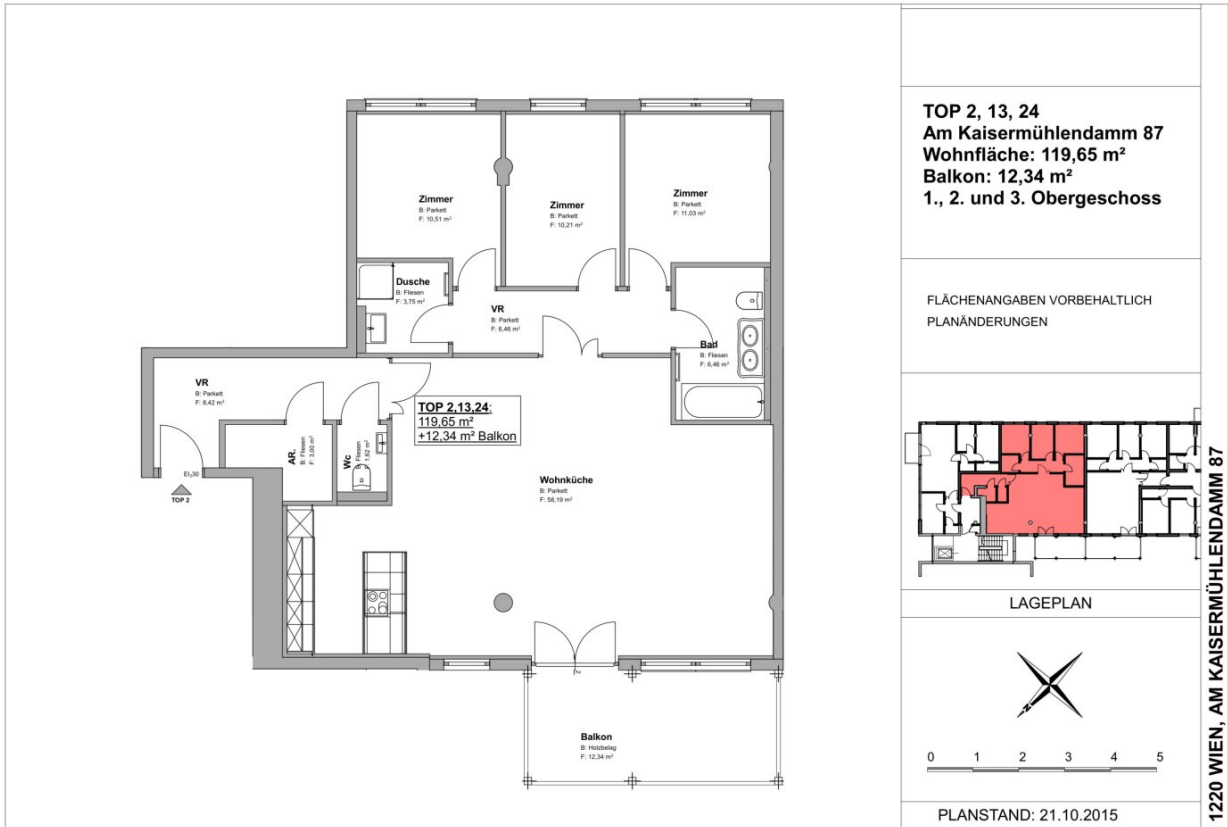 Zimmer
B: Parkett
F: 10,51 m²
Zimmer
B: Parkett
F: 10,21 m²
Zimmer
B: Parkett
F: 11,03 m²
Dusche
B: Fliesen
F: 3,75 m²
VR
B: Parkett
F: 6,46 m²
Bad
B: Fliesen
F: 6,46 m²
VR
B: Parkett
F: 8,42 m²
TOP 2,13,24:
119,65 m²
+12,34 m² Balkon
AR.
B: Fliesen
F: 3,00 m²
Wc
B: Fliesen
F: 1,62 m²
EI₂30
TOP 2
Wohnküche
B: Parkett
F: 58,19 m²
Balkon
B: Holzbelag
F: 12,34 m²
TOP 2, 13, 24
Am Kaisermühlendamm 87
Wohnfläche: 119,65 m²
Balkon: 12,34 m²
1., 2. und 3. Obergeschoss
FLÄCHENANGABEN VORBEHALTLICH
PLANÄNDERUNGEN
LAGEPLAN
N
0 1 2 3 4 5
PLANSTAND: 21.10.2015
1220 WIEN, AM KAISERMÜHLENDAMM 87